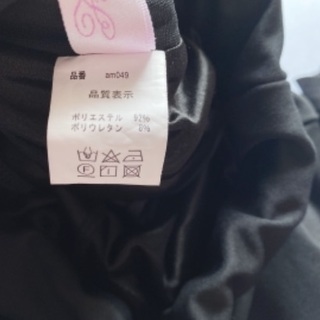 品番 am049
品質表示
ポリエステル 92%
ポリウレタン 8%